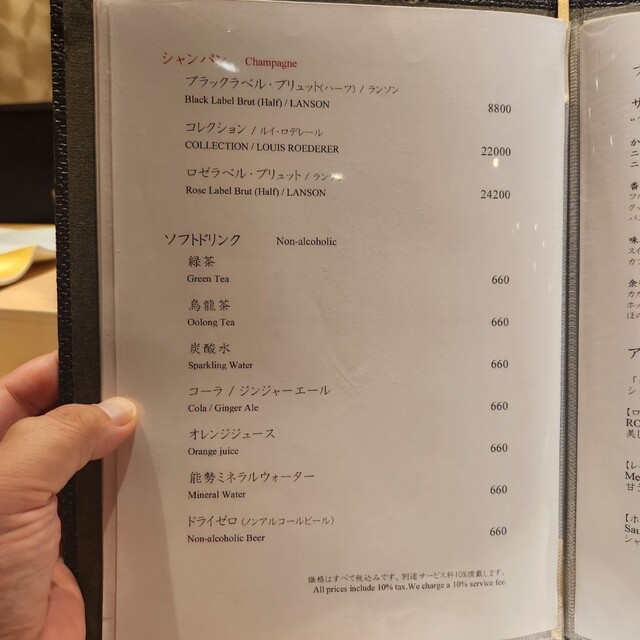 シャンパン Champagne
ブラックラベル・ブリュット(ハーフ) / ランソン
Black Label Brut (Half) / LANSON 8800
コレクション / ルイ・ロデレール
COLLECTION / LOUIS ROEDERER 22000
ロゼラベル・ブリュット / ランソン
Rose Label Brut (Half) / LANSON 24200
ソフトドリンク Non-alcoholic
緑茶
Green Tea 660
烏龍茶
Oolong Tea 660
炭酸水
Sparkling Water 660
コーラ / ジンジャーエール
Cola / Ginger Ale 660
オレンジジュース
Orange juice 660
能勢ミネラルウォーター
Mineral Water 660
ドライゼロ (ノンアルコールビール)
Non-alcoholic Beer 660
価格はすべて税込みです。別途サービス料10%頂戴します。
All prices include 10% tax.We charge a 10% service fee.